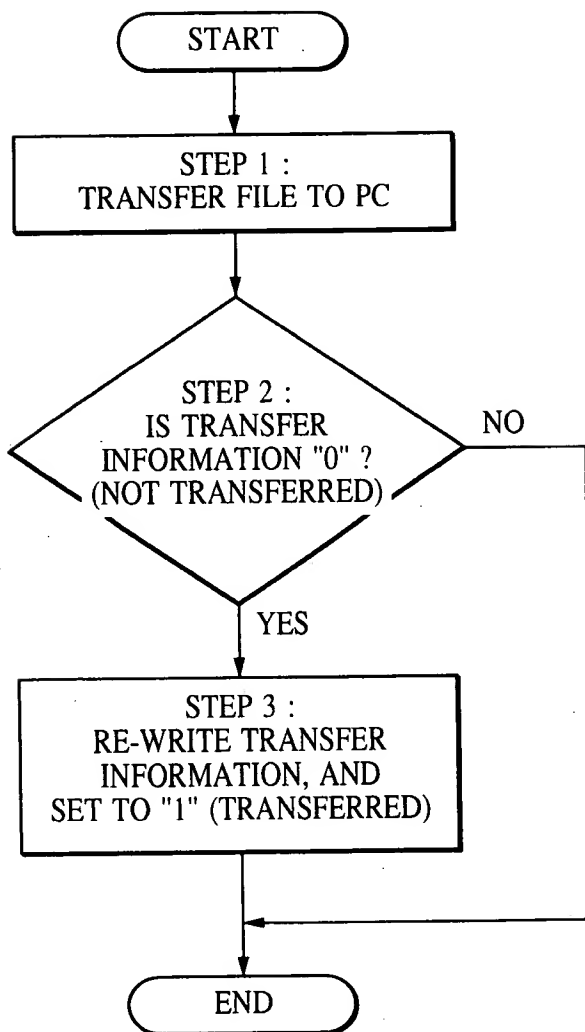 START
STEP 1 :
TRANSFER FILE TO PC
STEP 2 :
IS TRANSFER
INFORMATION "0" ?
(NOT TRANSFERRED)
NO
YES
STEP 3 :
RE-WRITE TRANSFER
INFORMATION, AND
SET TO "1" (TRANSFERRED)
END